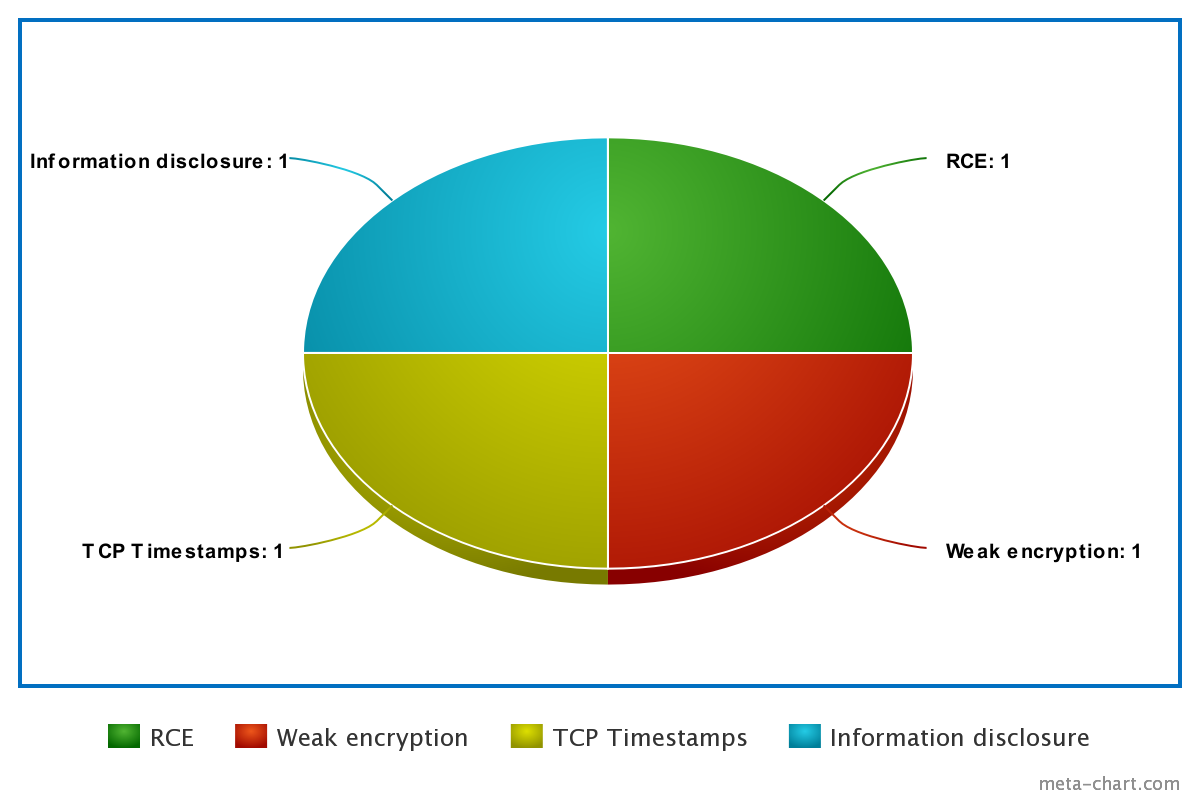 Information disclosure: 1
RCE: 1
TCP Timestamps: 1
Weak encryption: 1
RCE
Weak encryption
TCP Timestamps
Information disclosure
meta-chart.com